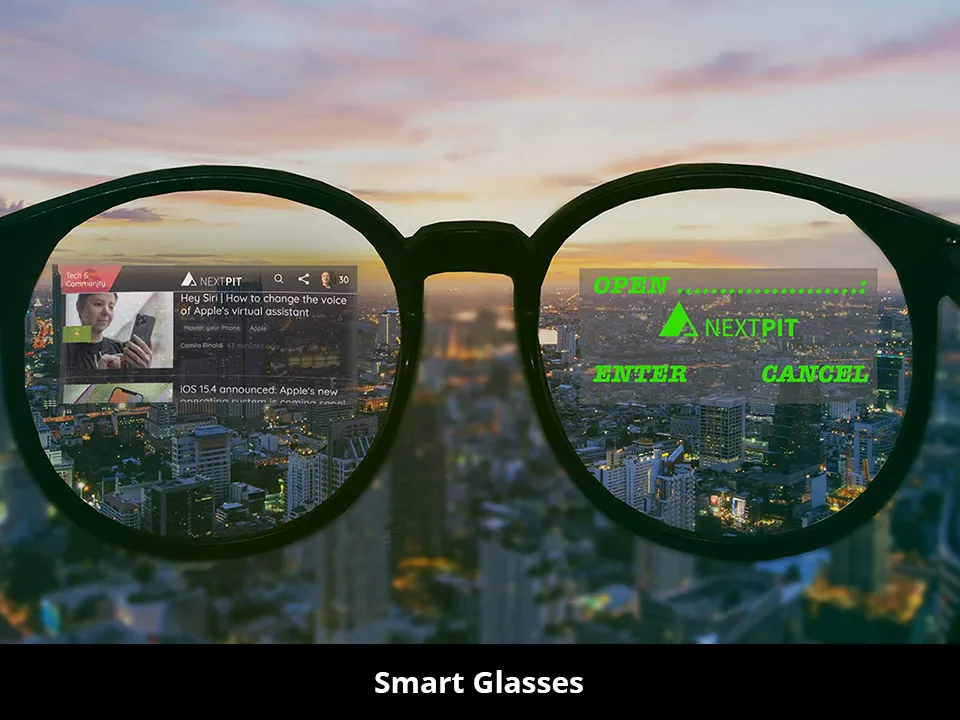 Tech &
Community
NEXTPIT
30
Hey Siri | How to change the voice
of Apple's virtual assistant
Master your Phone
Apple
Camila Rinaldi 43 minutes ago
iOS 15.4 announced: Apple's new
operating system is coming soon!
OPEN ......................:
NEXTPIT
ENTER
CANCEL
Smart Glasses